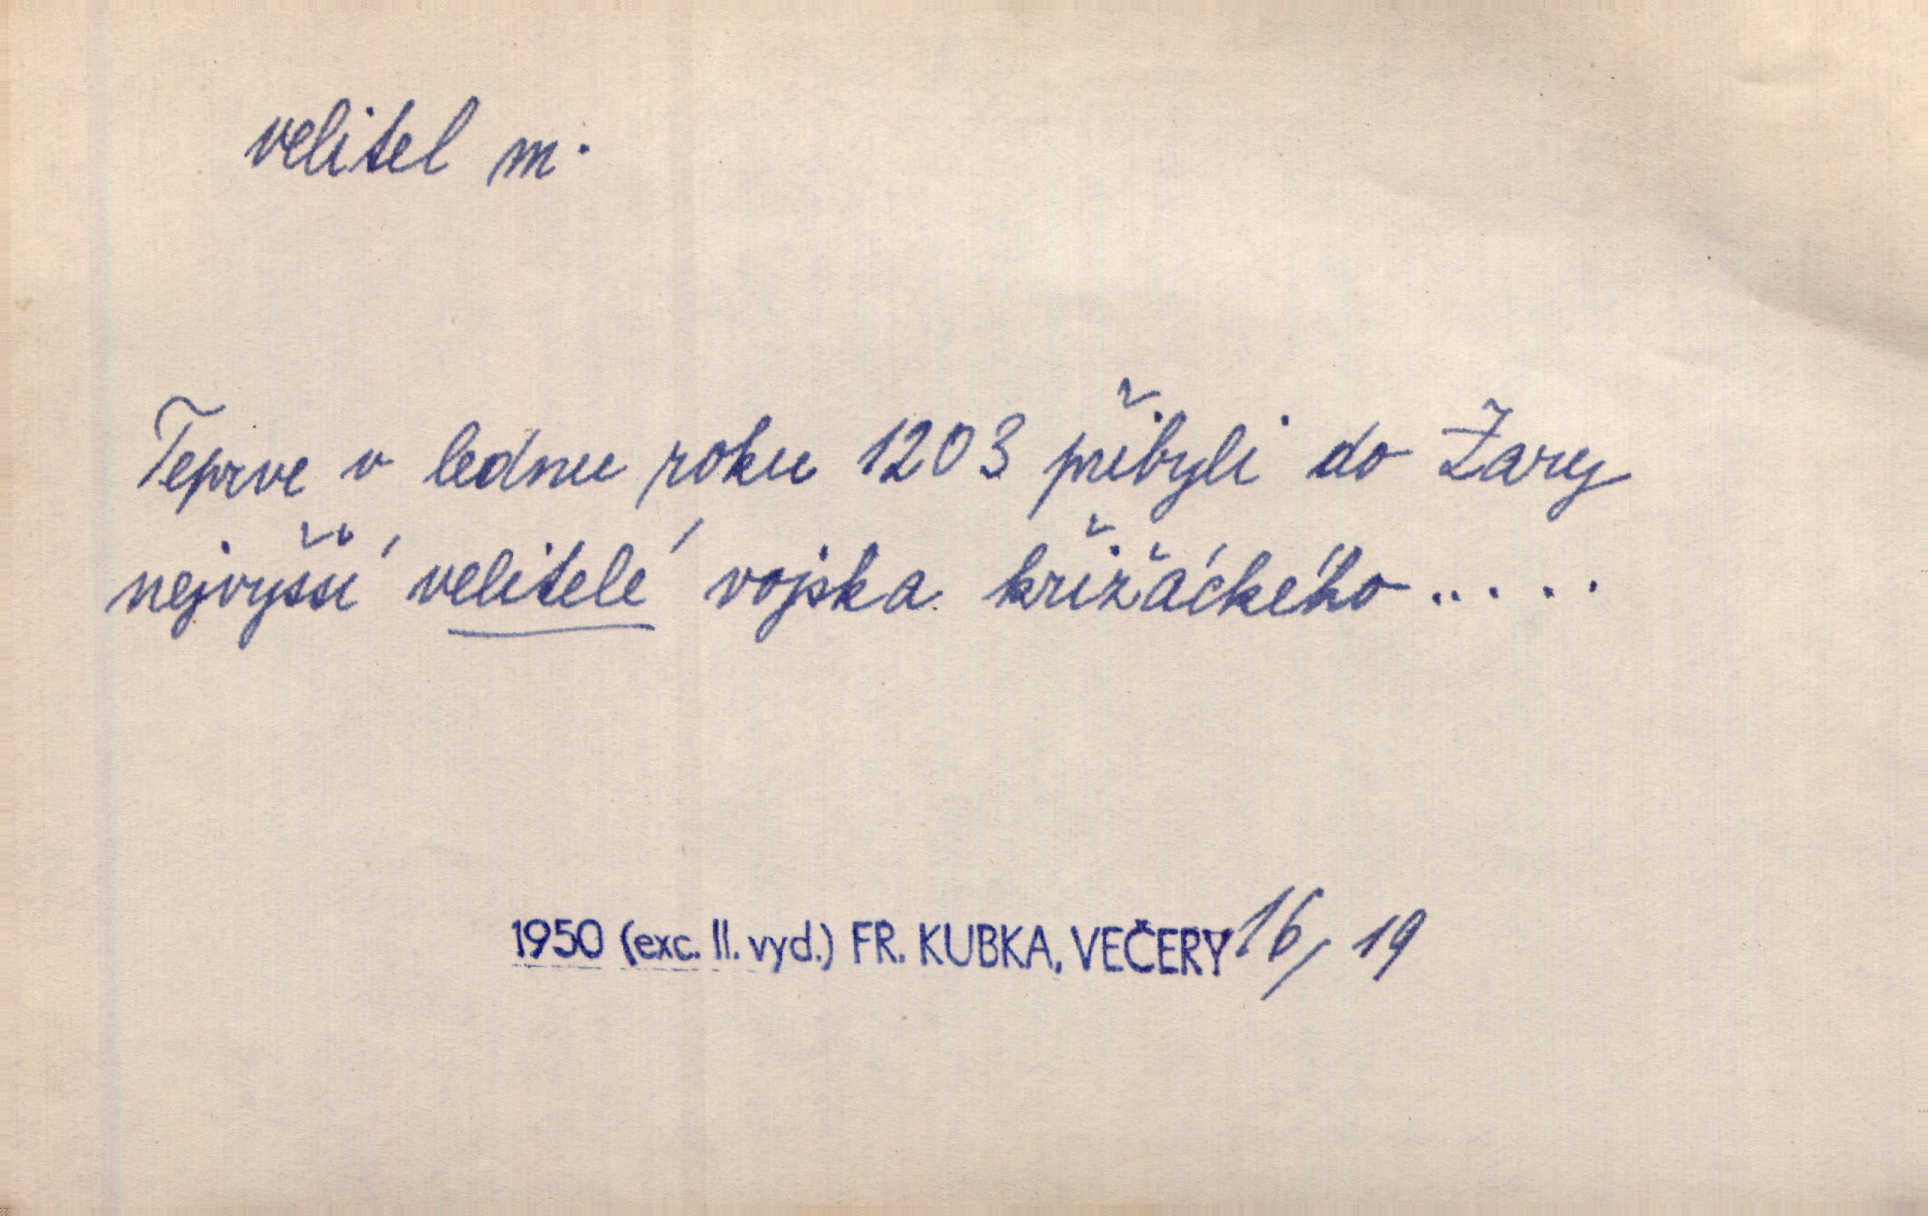 velitel m.
Teprve v lednu roku 1203 přibyli do Žary
nejvyšší velitelé vojska křižáckého.....
1950 (exc. II. vyd.) FR. KUBKA, VEČERY 16, 19